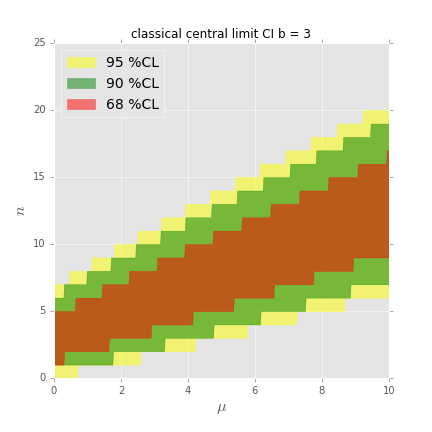 classical central limit CI b = 3
95 %CL
90 %CL
68 %CL
25
20
15
10
5
0
n
0 2 4 6 8 10
μ